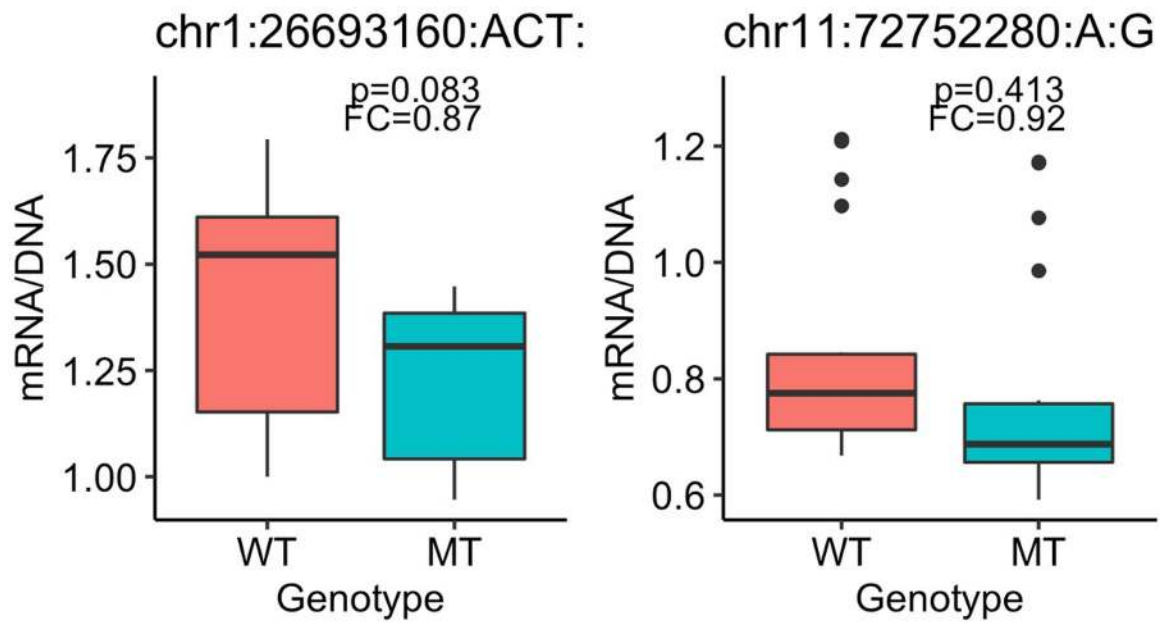 chr1:26693160:ACT:
p=0.083
FC=0.87
1.75
1.50
1.25
1.00
mRNA/DNA
WT MT
Genotype
chr11:72752280:A:G
p=0.413
FC=0.92
1.2
1.0
0.8
0.6
mRNA/DNA
WT MT
Genotype